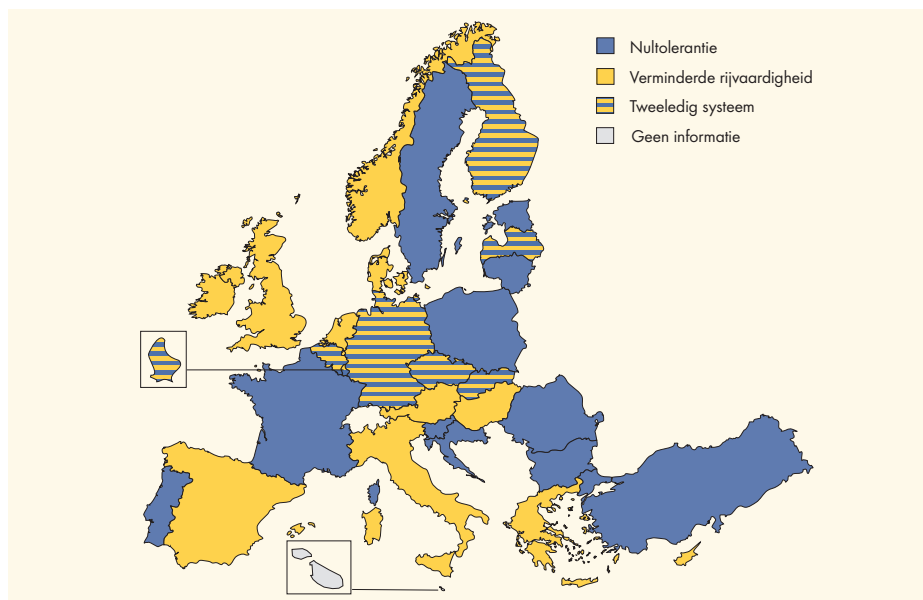 Nultolerantie
Verminderde rijvaardigheid
Tweeledig systeem
Geen informatie